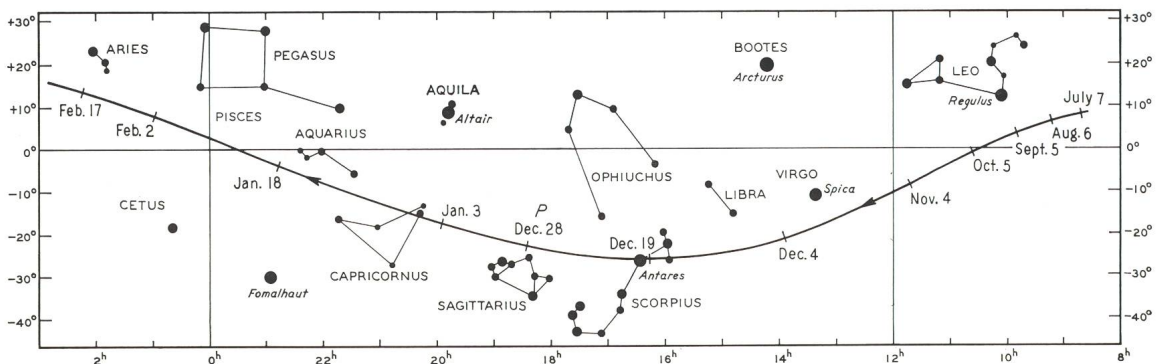 +30°
+20°
+10°
0°
-10°
-20°
-30°
-40°
ARIES
PEGASUS
PISCES
AQUARIUS
AQUILA
Altair
BOOTES
Arcturus
LEO
Regulus
July 7
Aug. 6
Sept. 5
Oct. 5
Nov. 4
Dec. 4
Dec. 19
P
Dec. 28
Jan. 3
Jan. 18
Feb. 2
Feb. 17
CETUS
Fomalhaut
CAPRICORNUS
SAGITTARIUS
OPHIUCHUS
SCORPIUS
Antares
LIBRA
VIRGO
Spica
+30°
+20°
+10°
0°
-10°
-20°
-30°
-40°
2h
0h
22h
20h
18h
16h
14h
12h
10h
8h